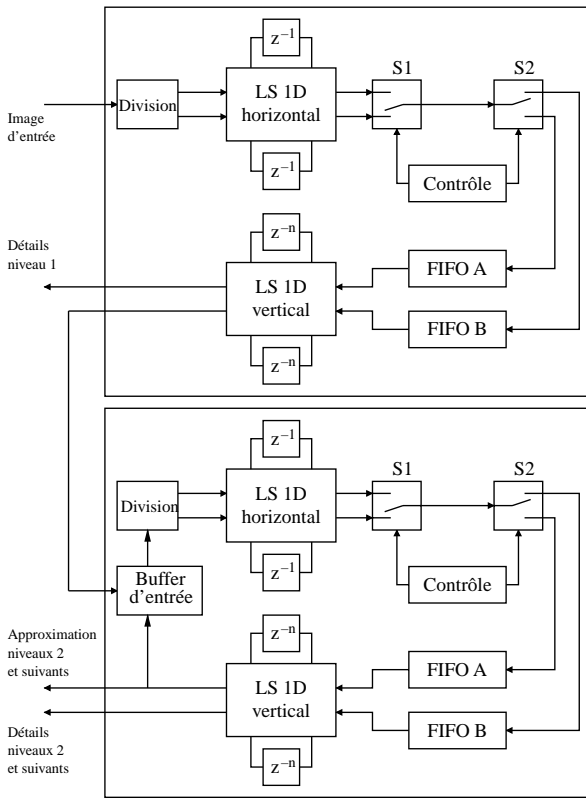 z⁻¹
S1
S2
Division
LS 1D
horizontal
Image
d'entrée
z⁻¹
Contrôle
z⁻ⁿ
Détails
niveau 1
LS 1D
vertical
FIFO A
FIFO B
z⁻ⁿ
z⁻¹
S1
S2
Division
LS 1D
horizontal
z⁻¹
Buffer
d'entrée
Contrôle
Approximation
niveaux 2
et suivants
z⁻ⁿ
LS 1D
vertical
FIFO A
FIFO B
Détails
niveaux 2
et suivants
z⁻ⁿ